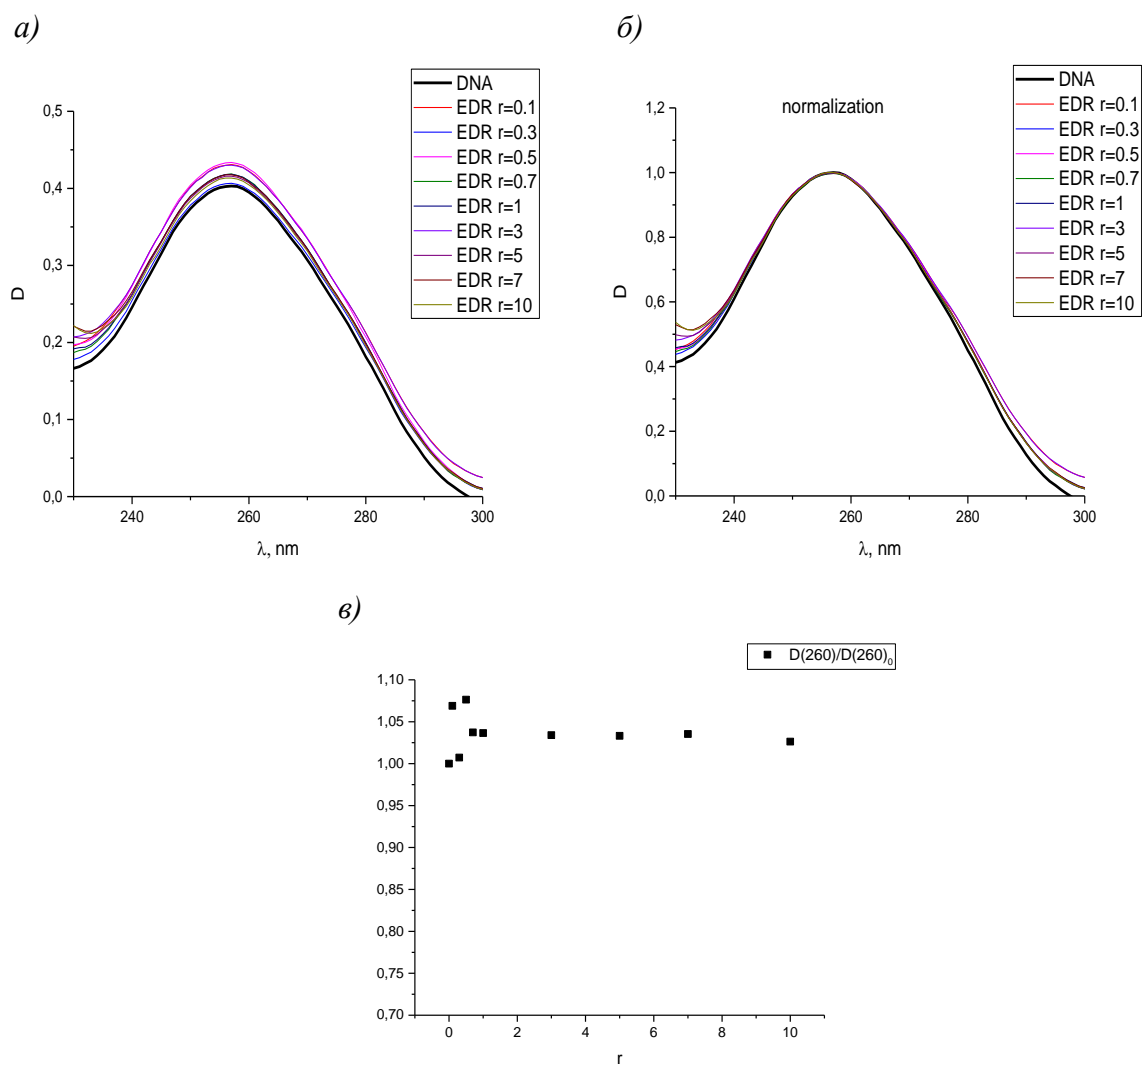 а)
DNA
EDR r=0.1
EDR r=0.3
EDR r=0.5
EDR r=0.7
EDR r=1
EDR r=3
EDR r=5
EDR r=7
EDR r=10
0,5
0,4
0,3
0,2
0,1
0,0
D
240
260
280
300
λ, nm
б)
DNA
EDR r=0.1
EDR r=0.3
EDR r=0.5
EDR r=0.7
EDR r=1
EDR r=3
EDR r=5
EDR r=7
EDR r=10
normalization
1,2
1,0
0,8
0,6
0,4
0,2
0,0
D
240
260
280
300
λ, nm
в)
D(260)/D(260)₀
1,10
1,05
1,00
0,95
0,90
0,85
0,80
0,75
0,70
0
2
4
6
8
10
r